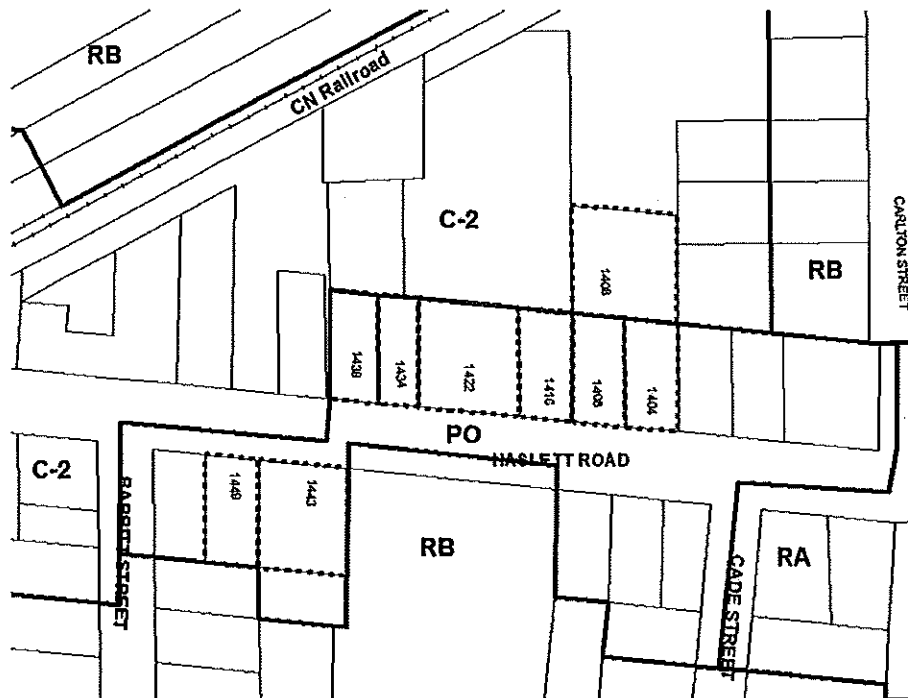 RB
CN Railroad
C-2
CARLTON STREET
RB
1408
1438
1434
1422
1416
1408
1404
PO
HASLETT ROAD
C-2
1449
1443
RB
RA
CADE STREET
STREET